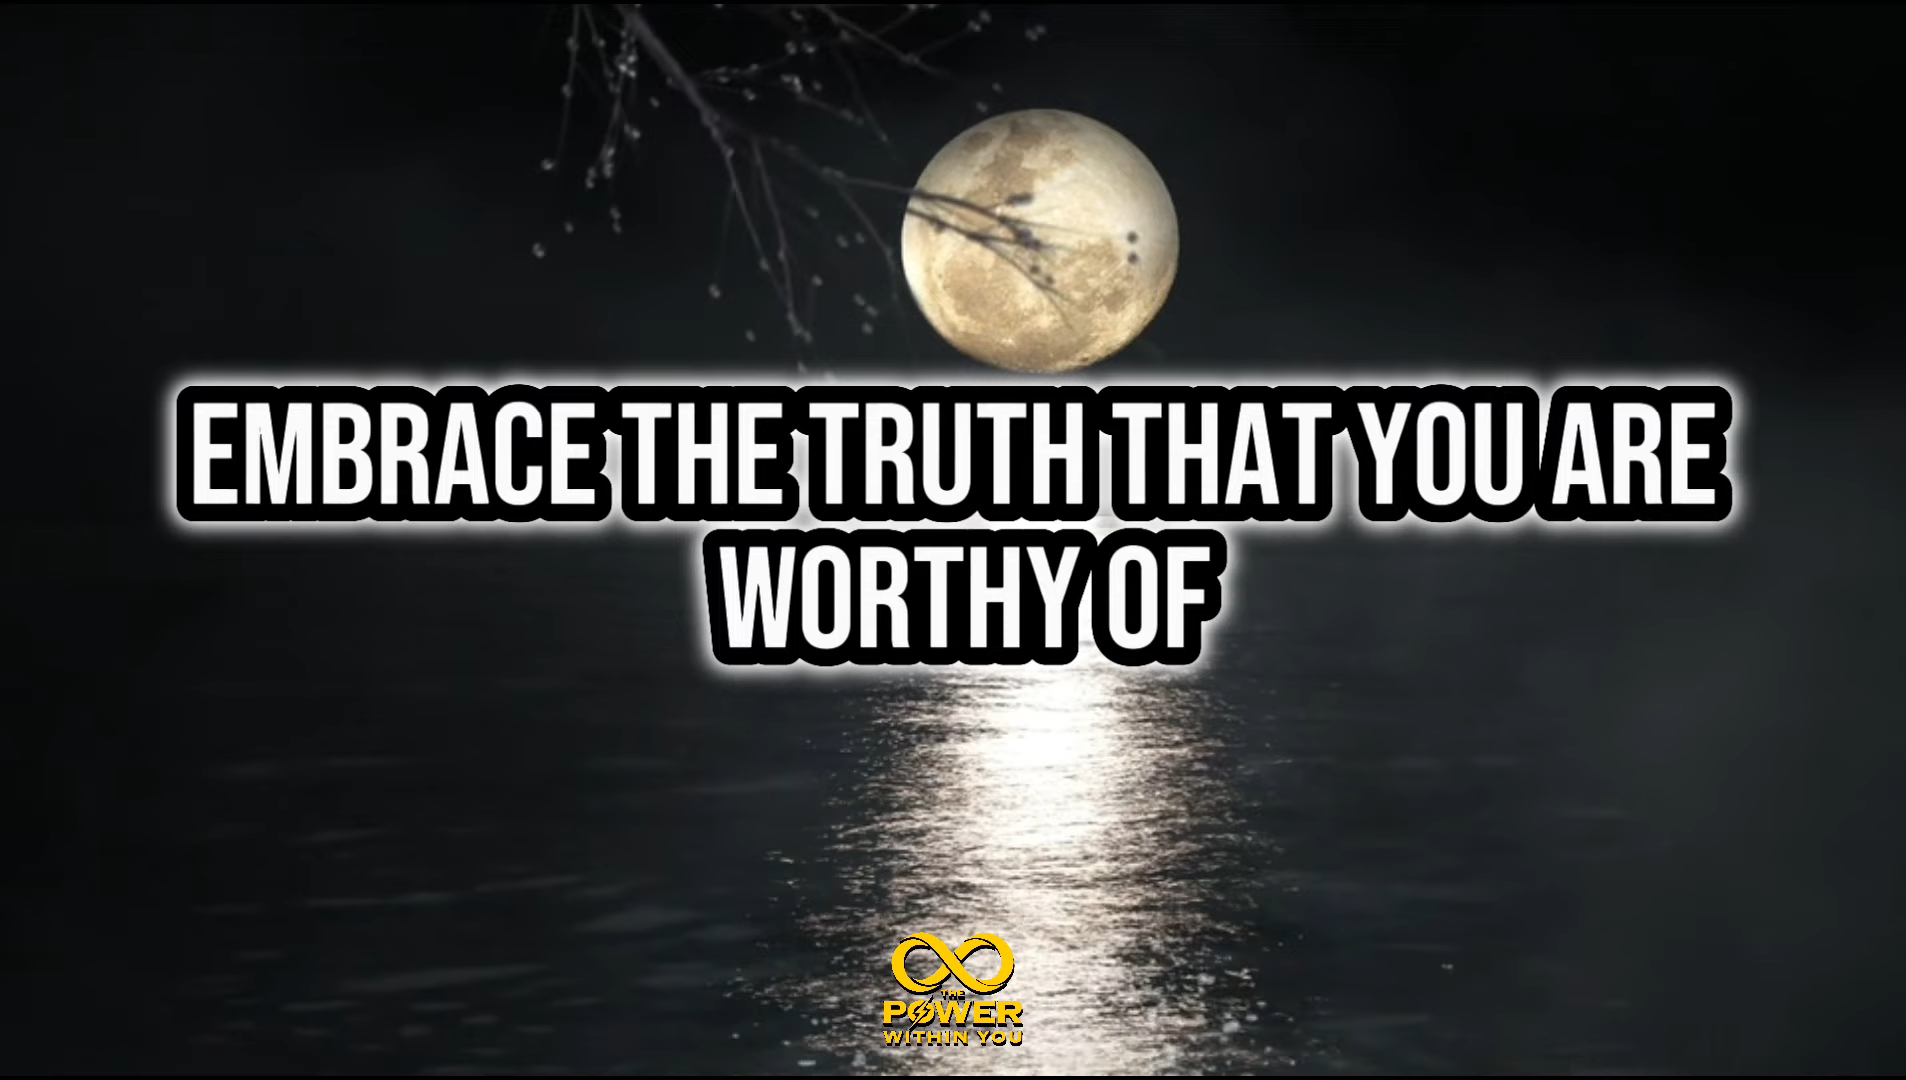 EMBRACE THE TRUTH THAT YOU ARE
WORTHY OF
THE
POWER
WITHIN YOU